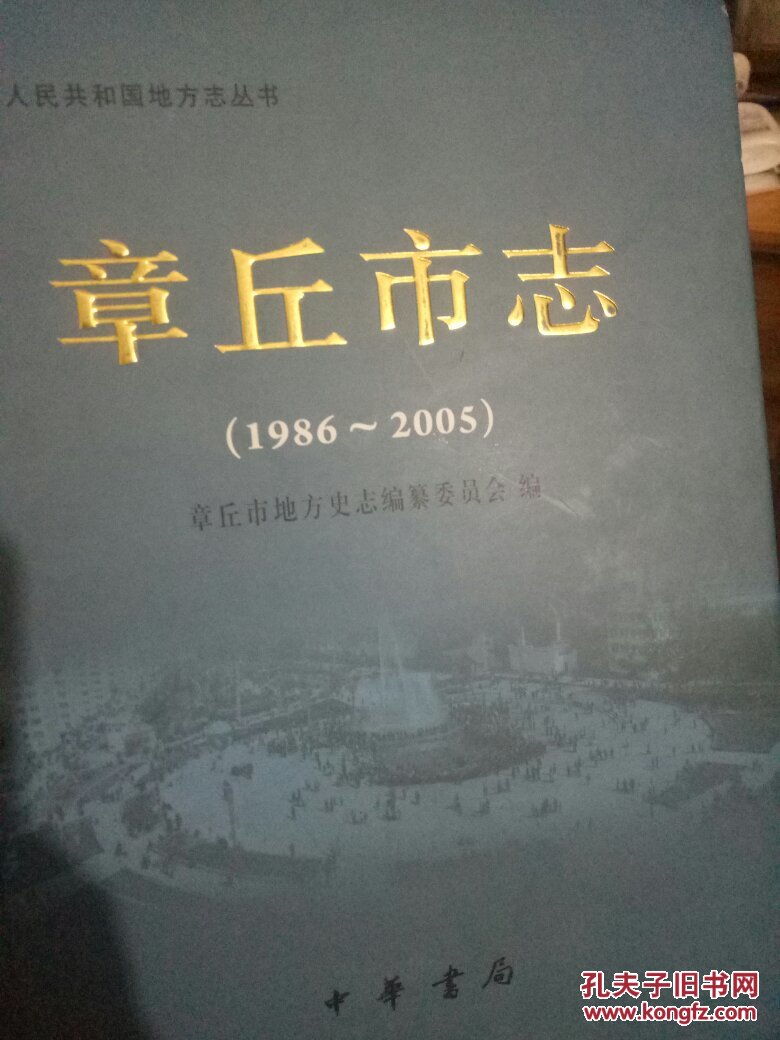 人民共和国地方志丛书
章丘市志
(1986～2005)
章丘市地方史志编纂委员会 编
中华书局
孔夫子旧书网
www.kongfz.com